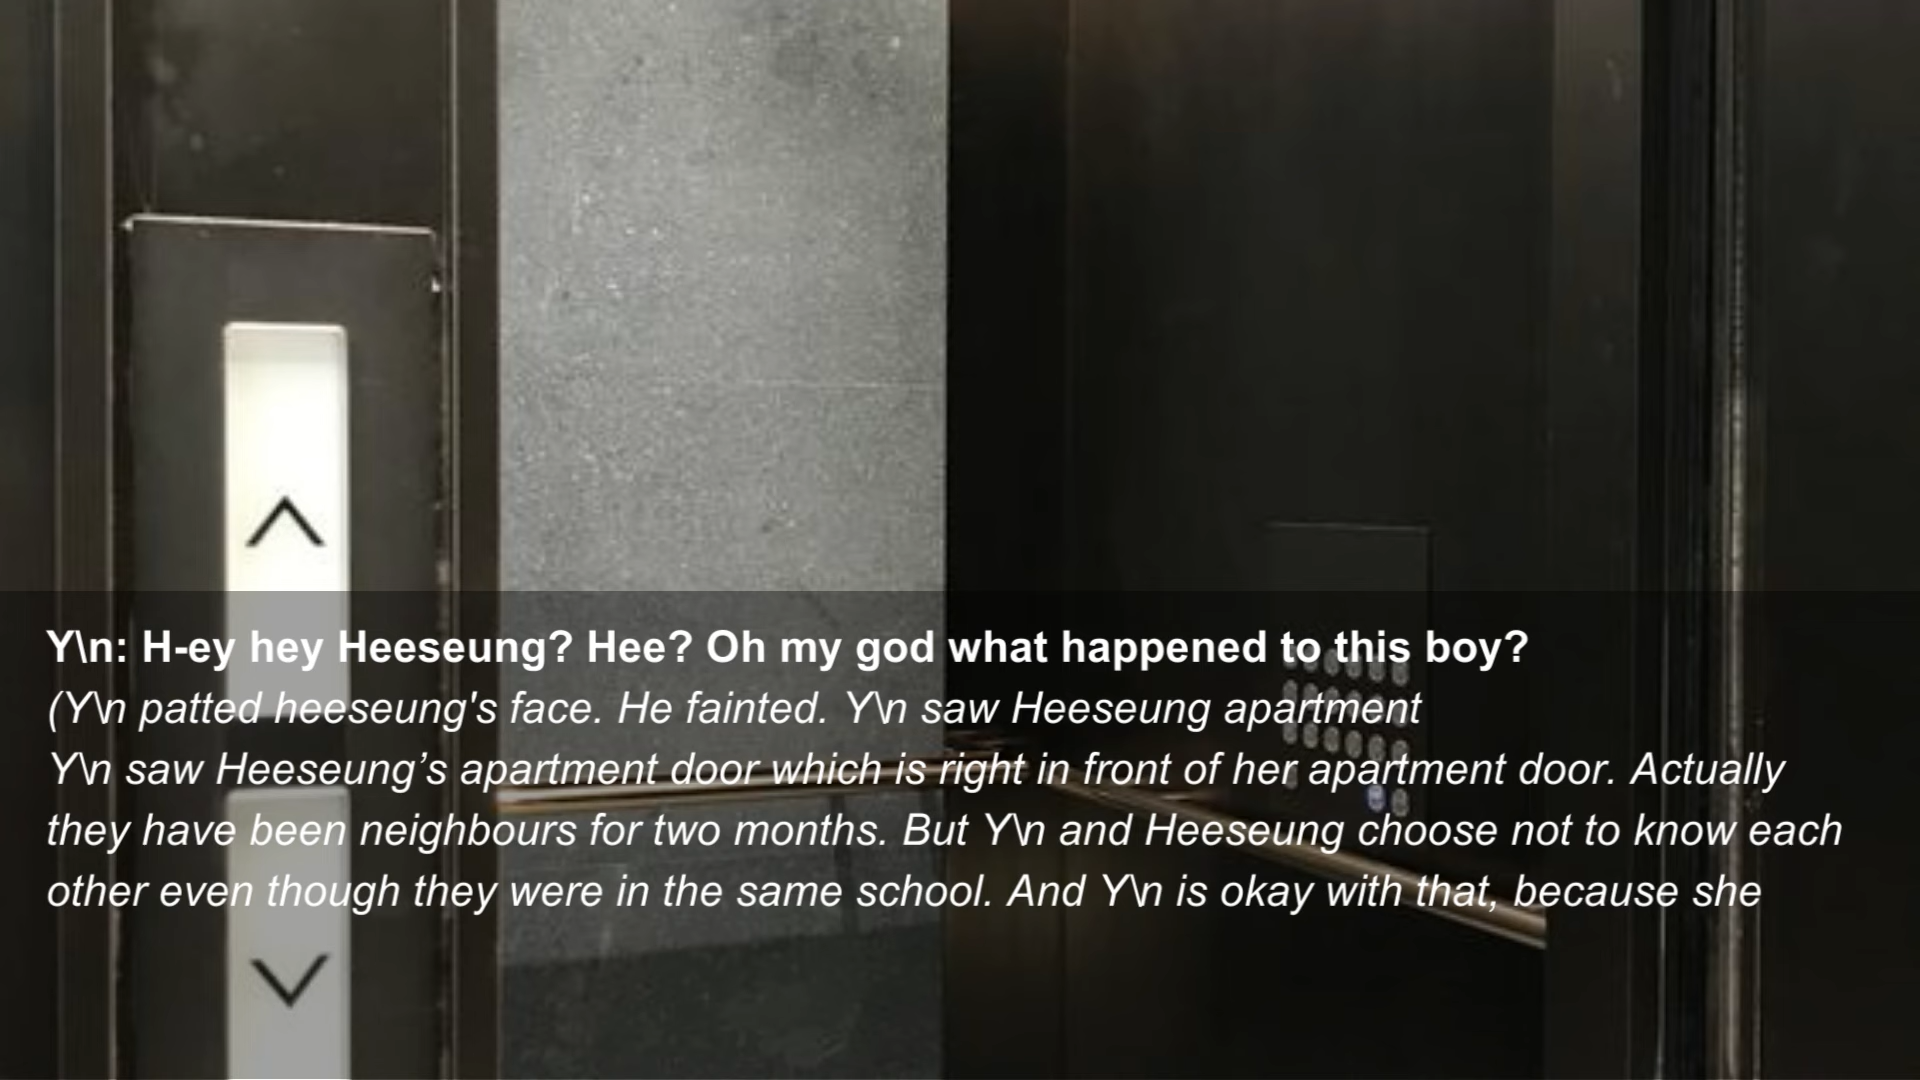 Y\n: H-ey hey Heeseung? Hee? Oh my god what happened to this boy?
(Y\n patted heeseung's face. He fainted. Y\n saw Heeseung apartment
Y\n saw Heeseung’s apartment door which is right in front of her apartment door. Actually
they have been neighbours for two months. But Y\n and Heeseung choose not to know each
other even though they were in the same school. And Y\n is okay with that, because she